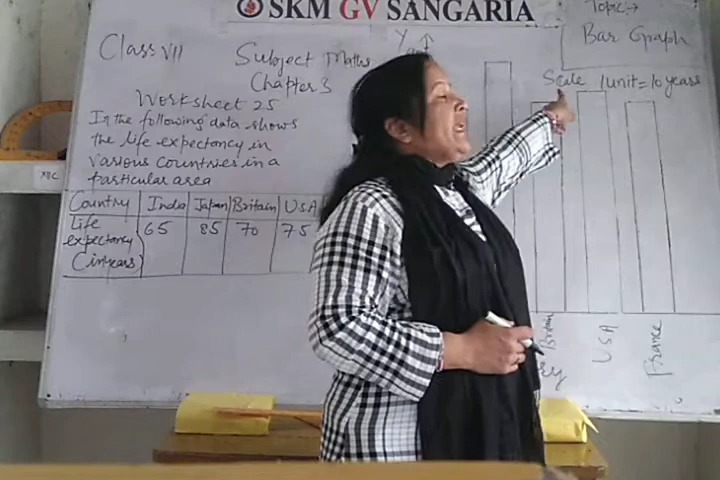 SKM GV SANGARIA
Topic:→
Bar Graph
Class VII
Subject Maths
Chapter 3
Y
Scale 1unit = 10 years
Worksheet 25
In the following data shows
the life expectancy in
various countries in a
particular area
Country India Japan Britain USA
Life
expectancy
(in years) 65 85 70 75
Britain
USA
France